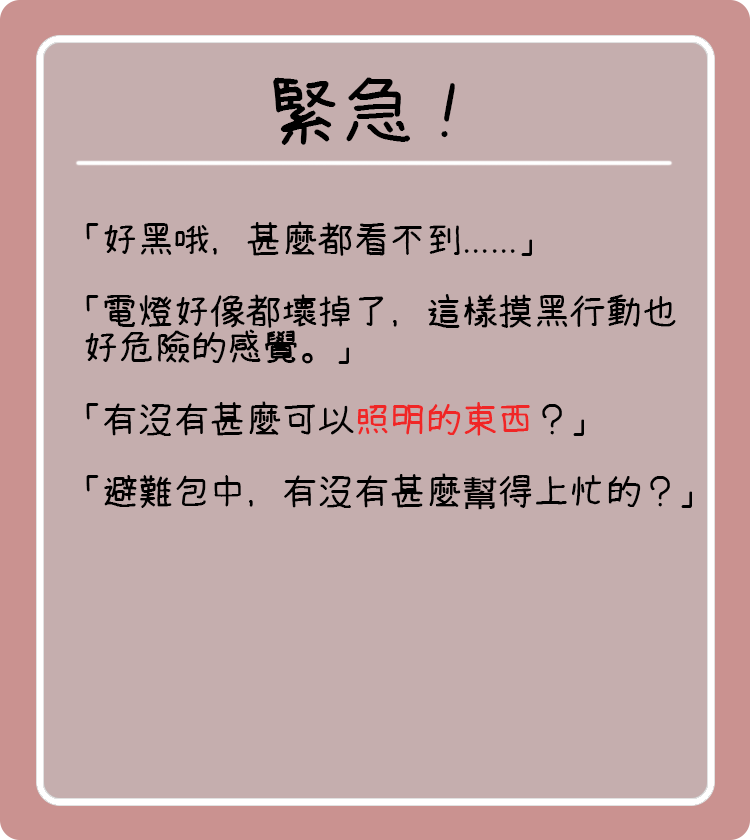 緊急！
「好黑哦，甚麼都看不到......」
「電燈好像都壞掉了，這樣摸黑行動也
好危險的感覺。」
「有沒有甚麼可以照明的東西？」
「避難包中，有沒有甚麼幫得上忙的？」